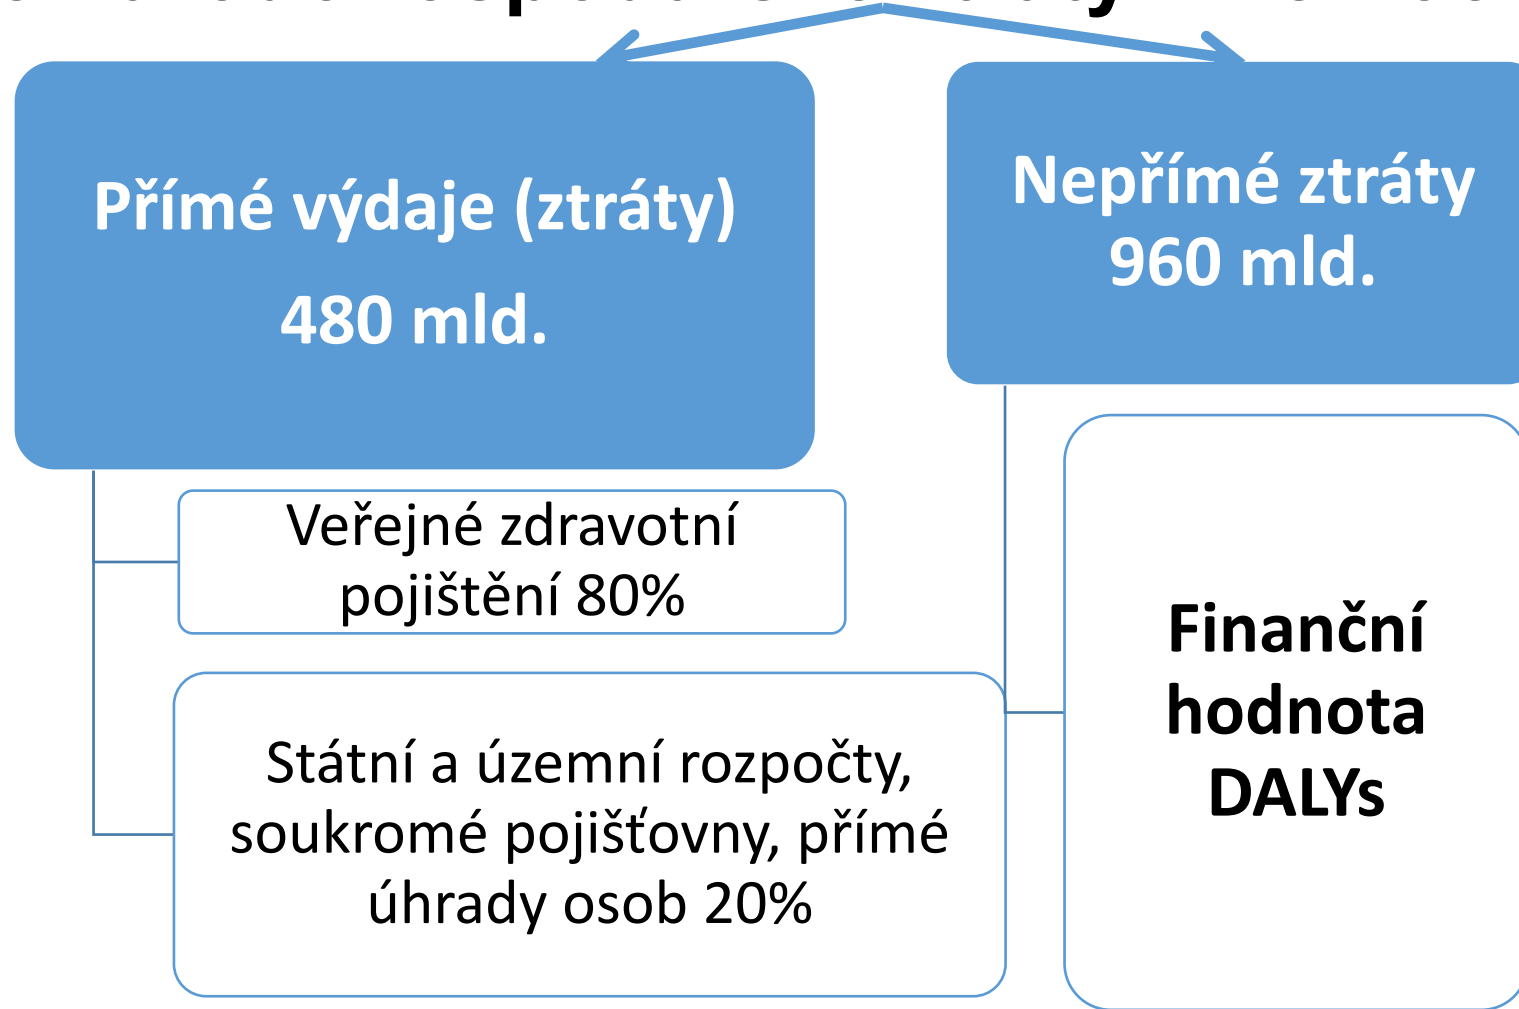 Přímé výdaje (ztráty)
480 mld.
Nepřímé ztráty
960 mld.
Veřejné zdravotní
pojištění 80%
Státní a územní rozpočty,
soukromé pojišťovny, přímé
úhrady osob 20%
Finanční
hodnota
DALYs